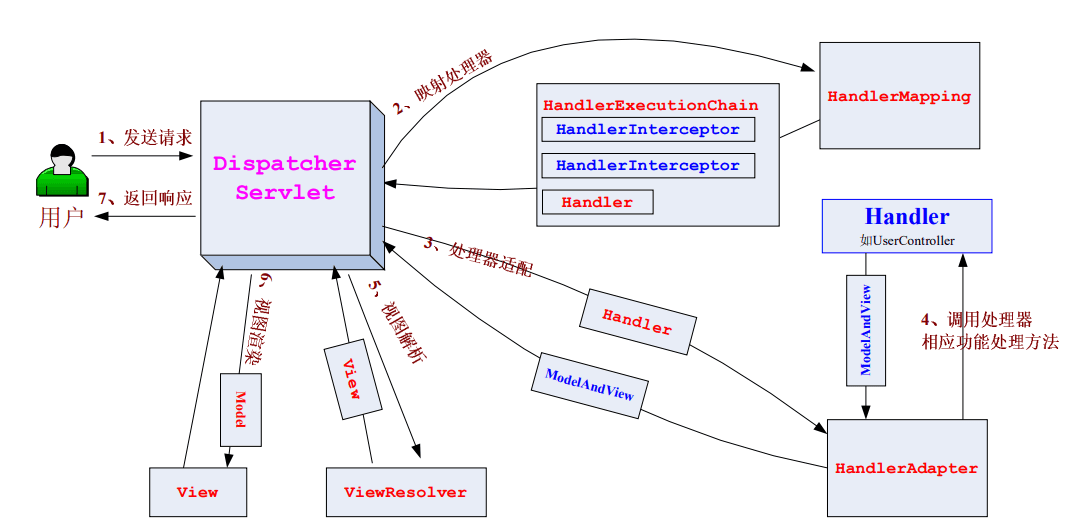 1、发送请求
7、返回响应
用户
Dispatcher
Servlet
2、映射处理器
HandlerExecutionChain
HandlerInterceptor
HandlerInterceptor
Handler
HandlerMapping
Handler
如UserController
3、处理器适配
Handler
ModelAndView
ModelAndView
4、调用处理器
相应功能处理方法
HandlerAdapter
5、视图解析
View
ViewResolver
6、视图渲染
Model
View